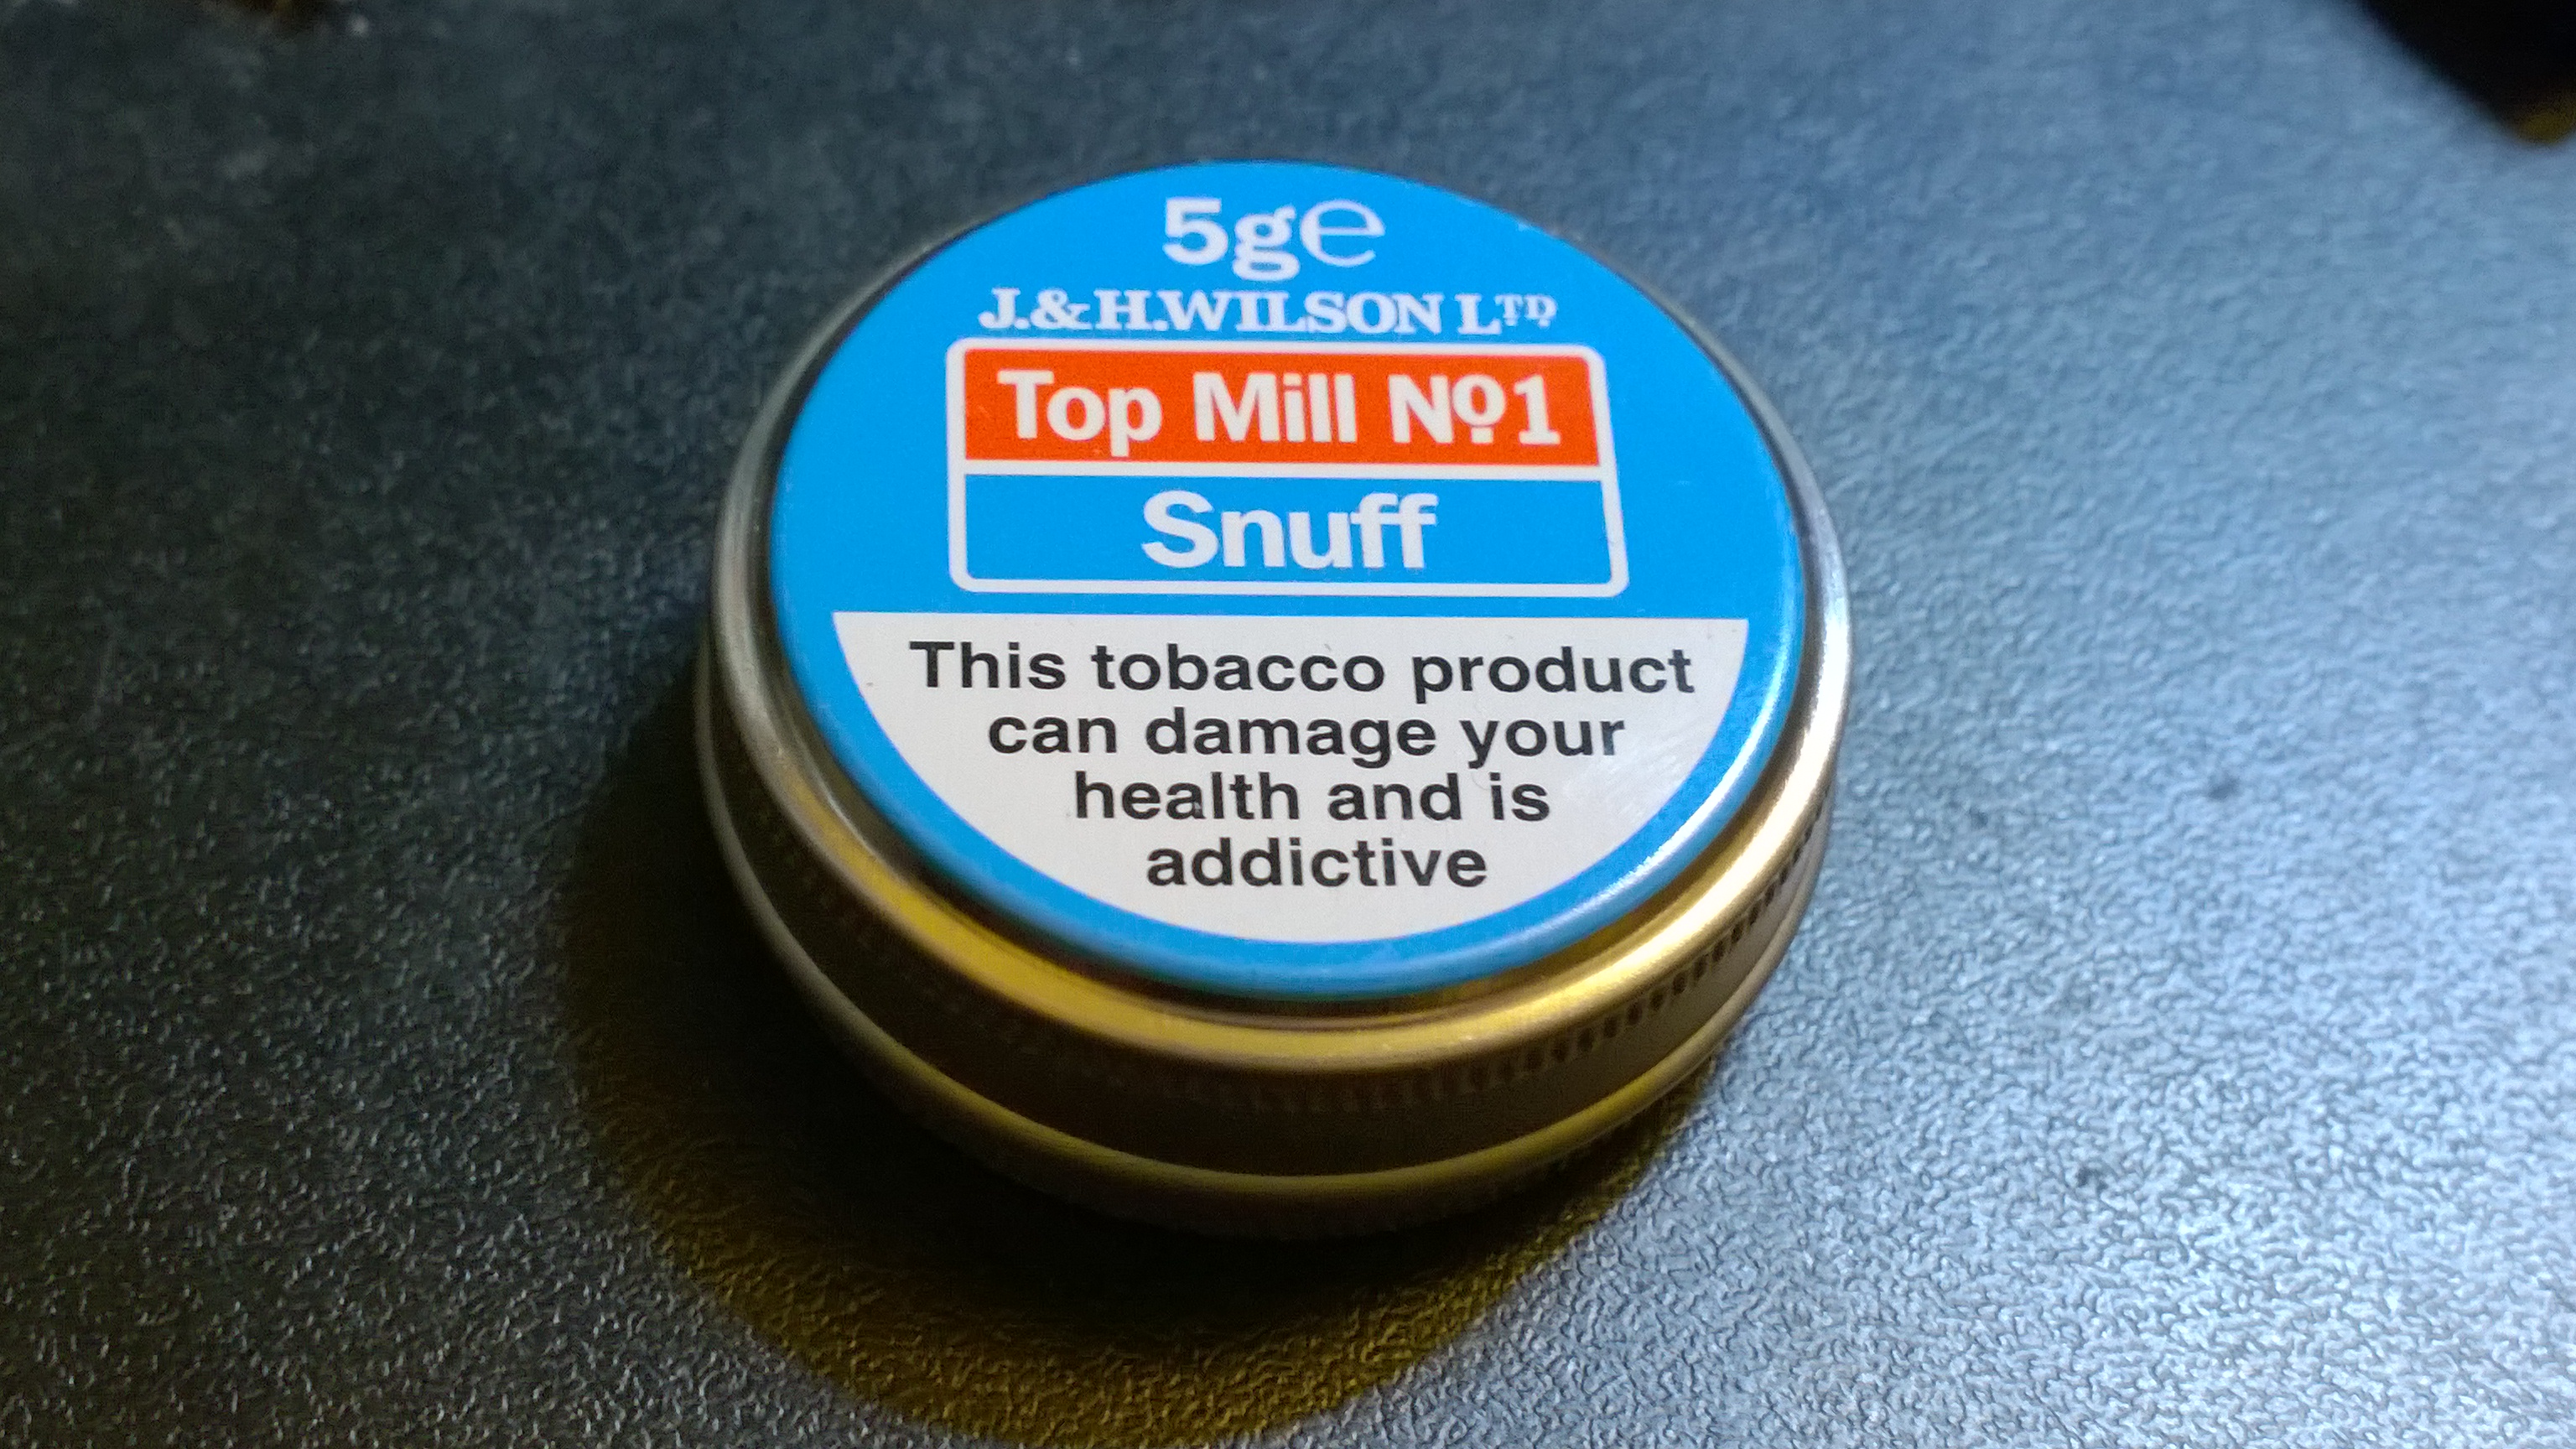 5g℮
J.&H.WILSON LTD
Top Mill Nº1
Snuff
This tobacco product
can damage your
health and is
addictive